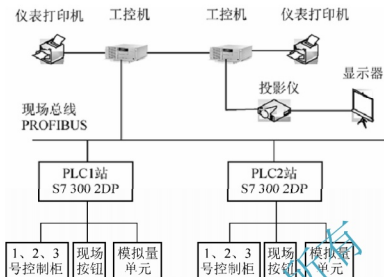 仪表打印机 工控机 工控机 仪表打印机
显示器
投影仪
现场总线
PROFIBUS
PLC1站
S7 300 2DP
PLC2站
S7 300 2DP
1、2、3
号控制柜
现场
按钮
模拟量
单元
1、2、3
号控制柜
现场
按钮
模拟量
单元
所有